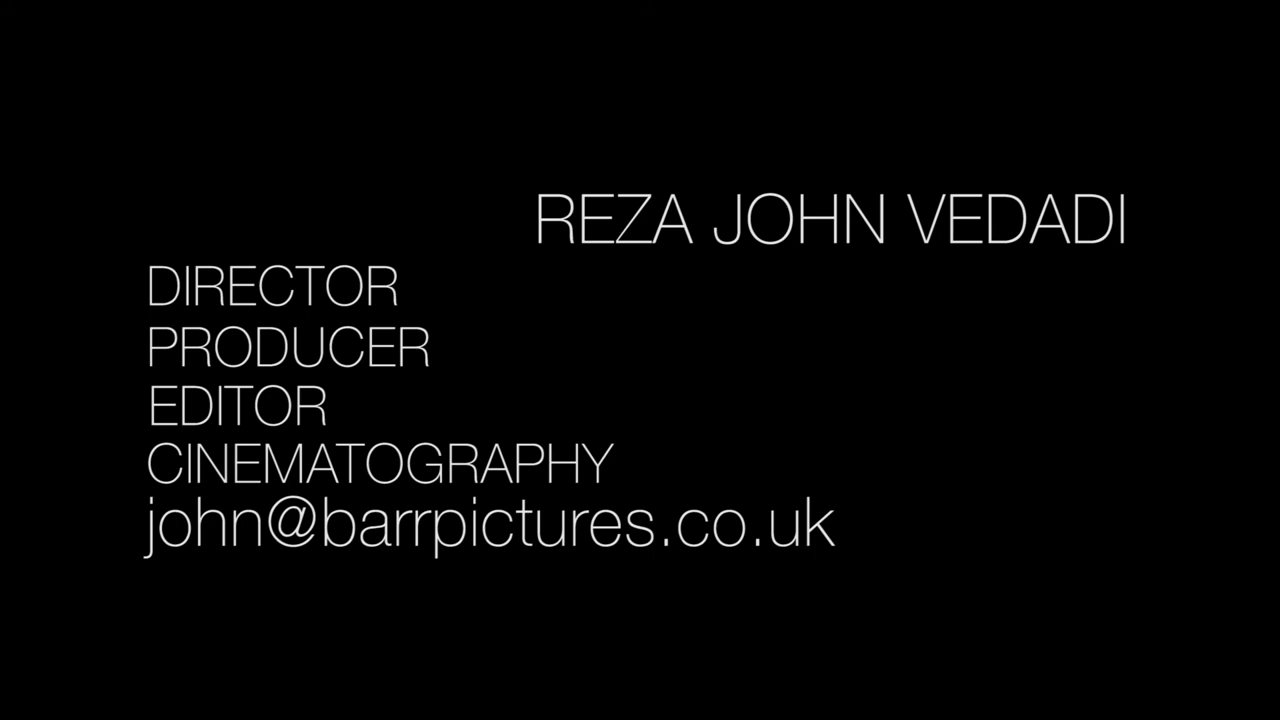 REZA JOHN VEDADI
DIRECTOR
PRODUCER
EDITOR
CINEMATOGRAPHY
john@barrpictures.co.uk